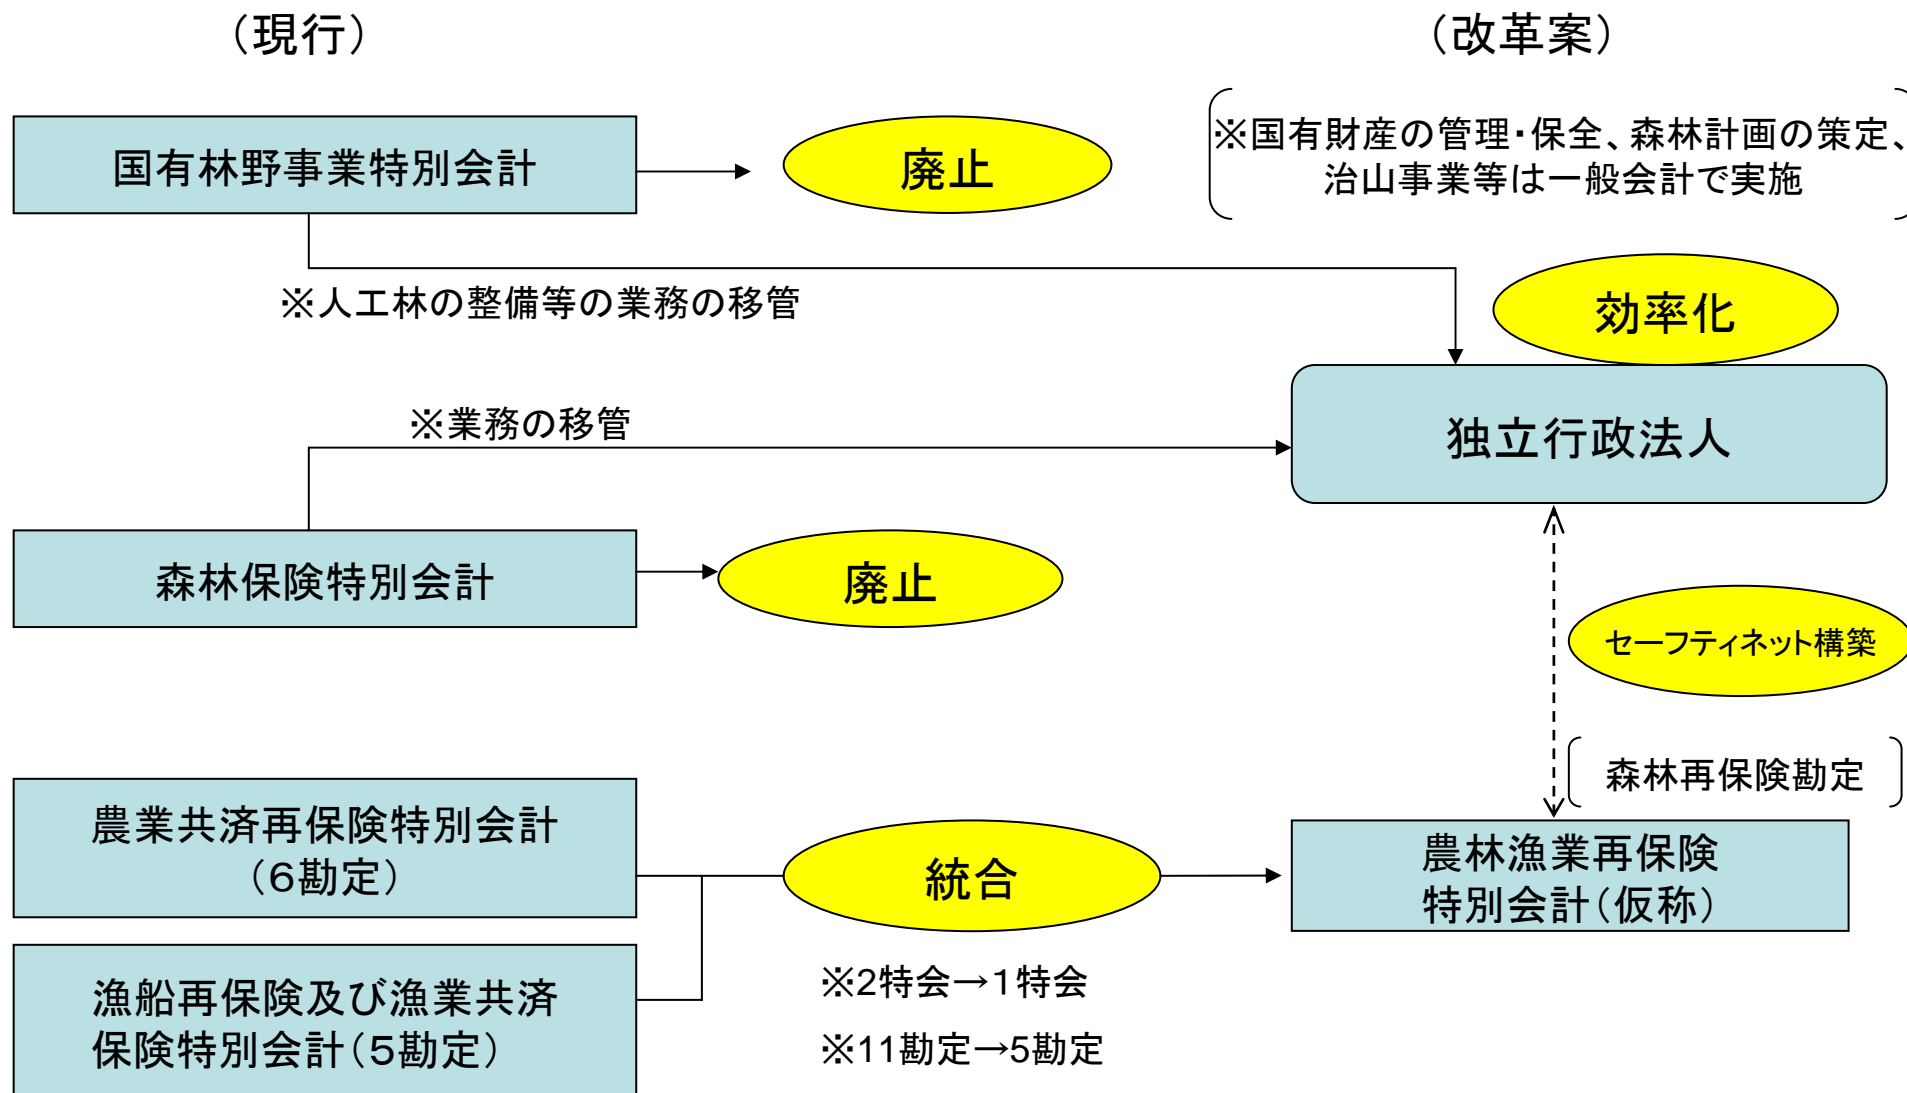 （現行）
（改革案）
国有林野事業特別会計
廃止
※国有財産の管理・保全、森林計画の策定、
治山事業等は一般会計で実施
※人工林の整備等の業務の移管
効率化
※業務の移管
独立行政法人
森林保険特別会計
廃止
セーフティネット構築
森林再保険勘定
農業共済再保険特別会計
（６勘定）
統合
農林漁業再保険
特別会計（仮称）
漁船再保険及び漁業共済
保険特別会計（５勘定）
※2特会→１特会
※11勘定→5勘定